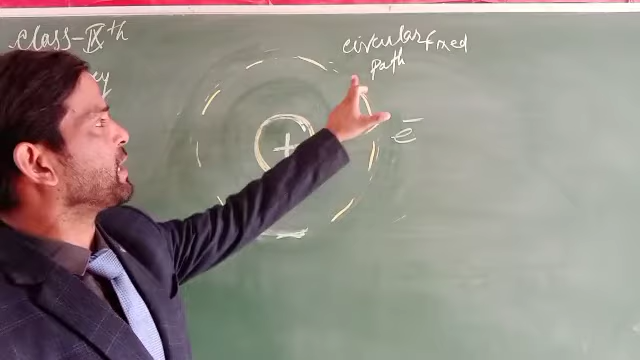 Class-IXth
circular fixed
path
+
e-